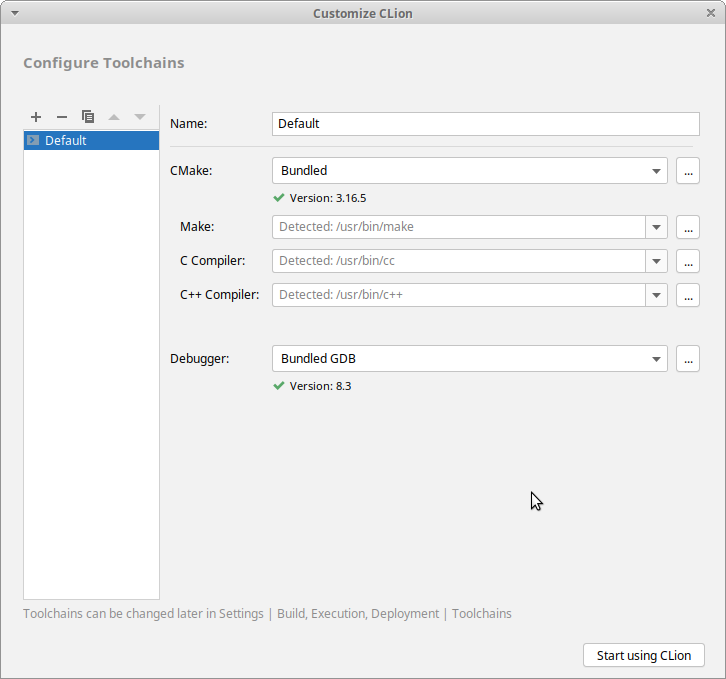 Customize CLion
Configure Toolchains
Default
Name: Default
CMake: Bundled ...
Version: 3.16.5
Make: Detected: /usr/bin/make ...
C Compiler: Detected: /usr/bin/cc ...
C++ Compiler: Detected: /usr/bin/c++ ...
Debugger: Bundled GDB ...
Version: 8.3
Toolchains can be changed later in Settings | Build, Execution, Deployment | Toolchains
Start using CLion